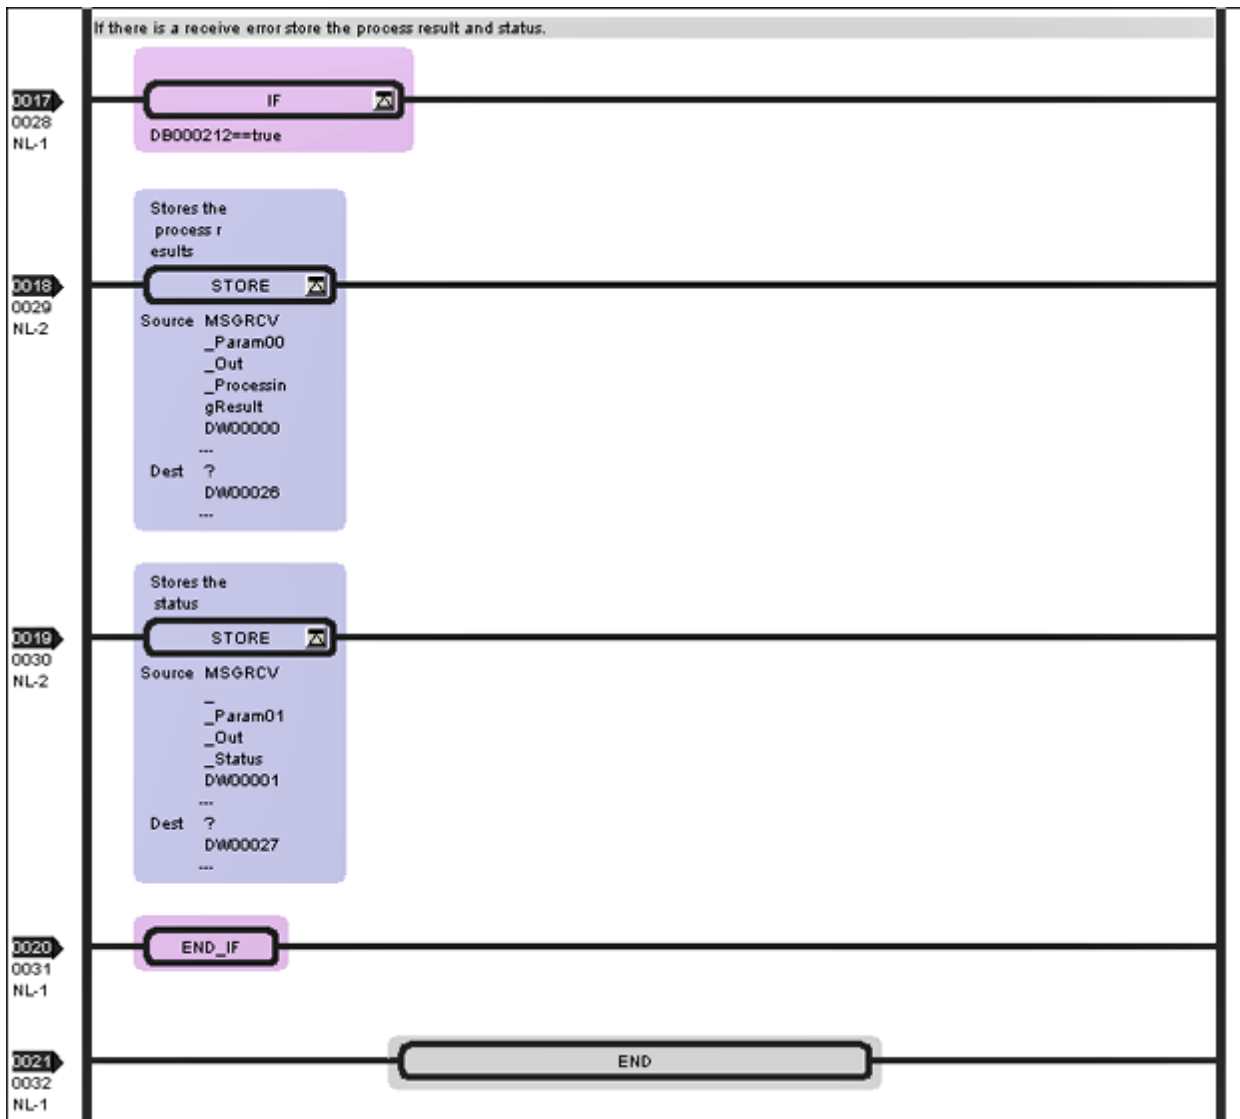 If there is a receive error store the process result and status.
0017
0028
NL-1
IF
DB000212==true
Stores the
process r
esults
0018
0029
NL-2
STORE
Source MSGRCV
_Param00
_Out
_Processin
gResult
DW00000
---
Dest ?
DW00026
---
Stores the
status
0019
0030
NL-2
STORE
Source MSGRCV
_
_Param01
_Out
_Status
DW00001
---
Dest ?
DW00027
---
0020
0031
NL-1
END_IF
0021
0032
NL-1
END